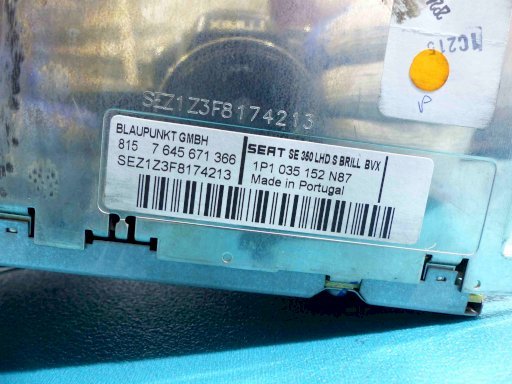 SEZ1Z3F8174213
BLAUPUNKT GMBH
815 7 645 671 366
SEZ1Z3F8174213
SEAT SE 360 LHD S BRILL BVX
1P1 035 152 N87
Made in Portugal
MC215
P